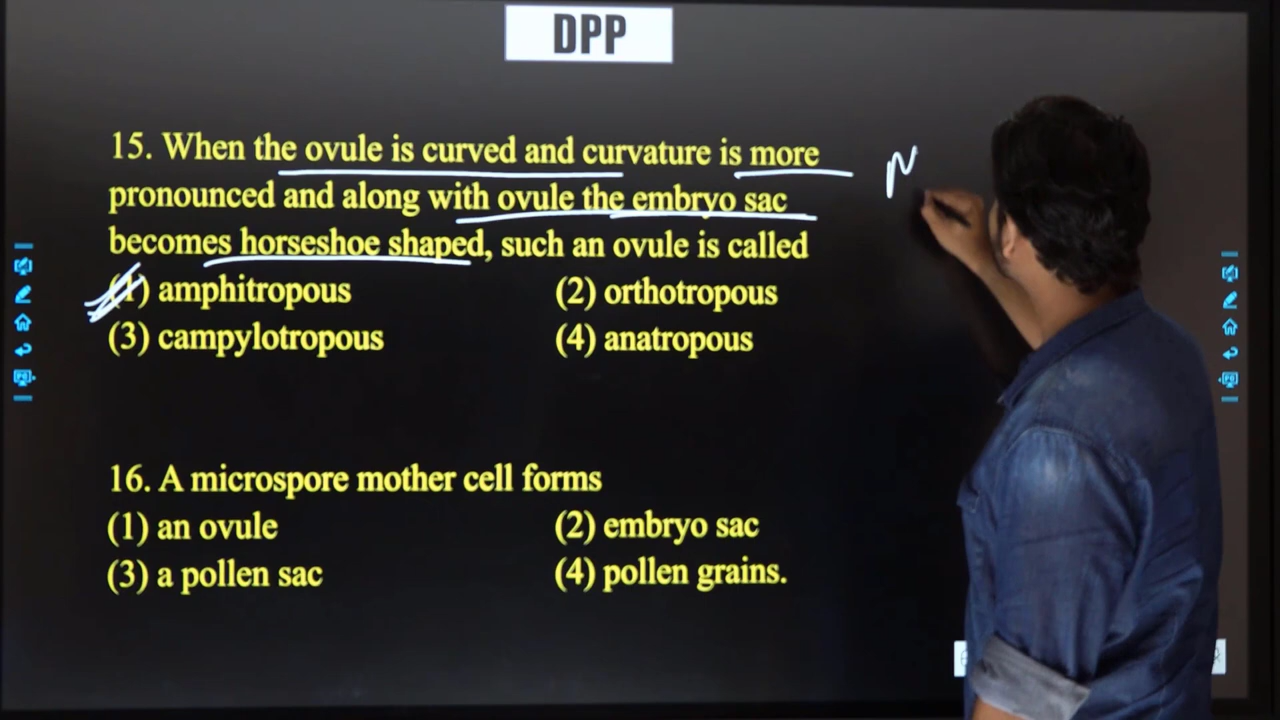 DPP
15. When the ovule is curved and curvature is more
pronounced and along with ovule the embryo sac
becomes horseshoe shaped, such an ovule is called
(1) amphitropous (2) orthotropous
(3) campylotropous (4) anatropous
16. A microspore mother cell forms
(1) an ovule (2) embryo sac
(3) a pollen sac (4) pollen grains.